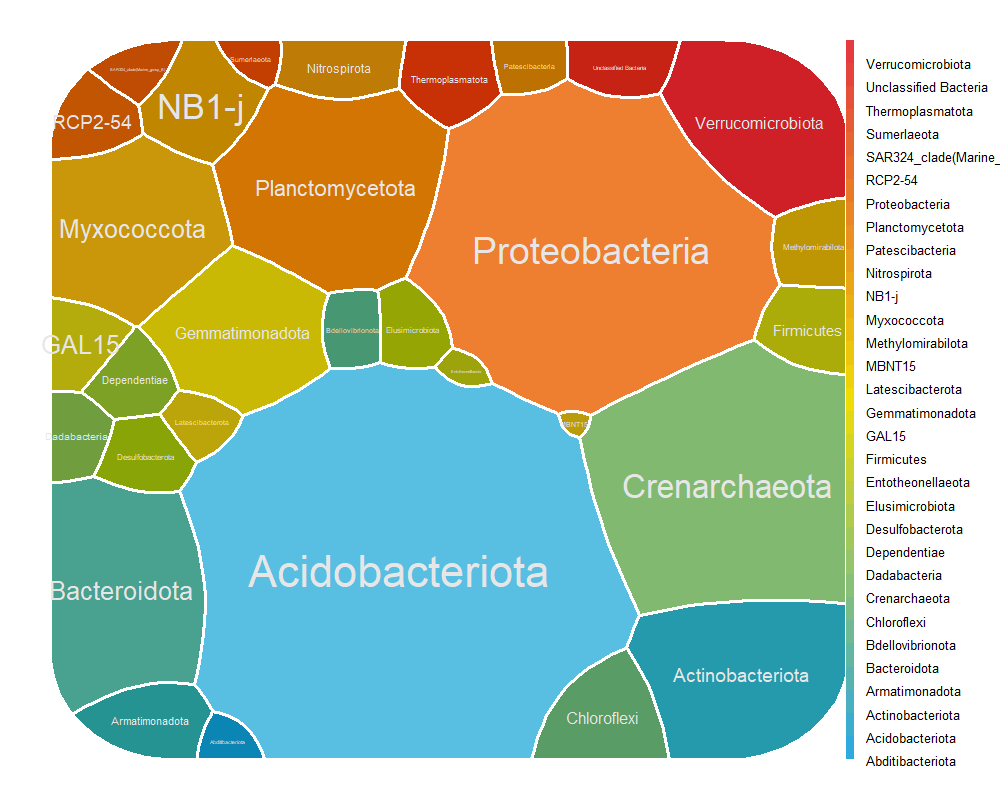 SAR324_clade(Marine_group_B)
Sumerlaeota
Nitrospirota
Thermoplasmatota
Patescibacteria
Unclassified Bacteria
RCP2-54
NB1-j
Verrucomicrobiota
Planctomycetota
Myxococcota
Proteobacteria
Methylomirabilota
GAL15
Gemmatimonadota
Bdellovibrionota
Elusimicrobiota
Firmicutes
Dependentiae
Entotheonellaeota
Latescibacterota
MBNT15
Dadabacteria
Desulfobacterota
Crenarchaeota
Acidobacteriota
Bacteroidota
Actinobacteriota
Armatimonadota
Chloroflexi
Abditibacteriota
Verrucomicrobiota
Unclassified Bacteria
Thermoplasmatota
Sumerlaeota
SAR324_clade(Marine_
RCP2-54
Proteobacteria
Planctomycetota
Patescibacteria
Nitrospirota
NB1-j
Myxococcota
Methylomirabilota
MBNT15
Latescibacterota
Gemmatimonadota
GAL15
Firmicutes
Entotheonellaeota
Elusimicrobiota
Desulfobacterota
Dependentiae
Dadabacteria
Crenarchaeota
Chloroflexi
Bdellovibrionota
Bacteroidota
Armatimonadota
Actinobacteriota
Acidobacteriota
Abditibacteriota